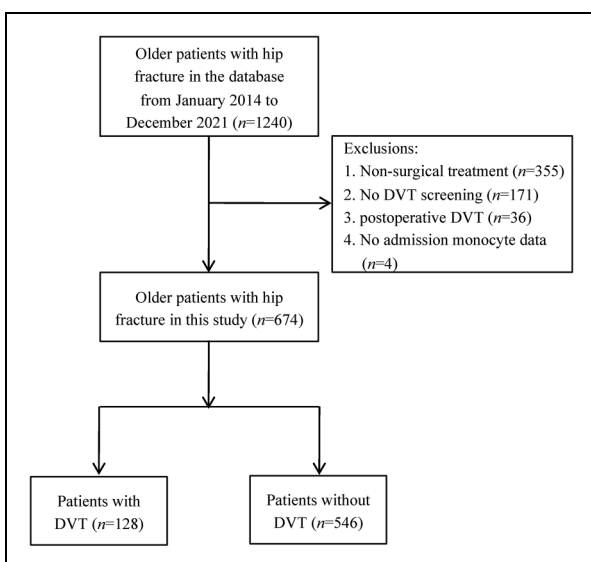 Older patients with hip
fracture in the database
from January 2014 to
December 2021 (n=1240)
Exclusions:
1. Non-surgical treatment (n=355)
2. No DVT screening (n=171)
3. postoperative DVT (n=36)
4. No admission monocyte data
(n=4)
Older patients with hip
fracture in this study (n=674)
Patients with
DVT (n=128)
Patients without
DVT (n=546)